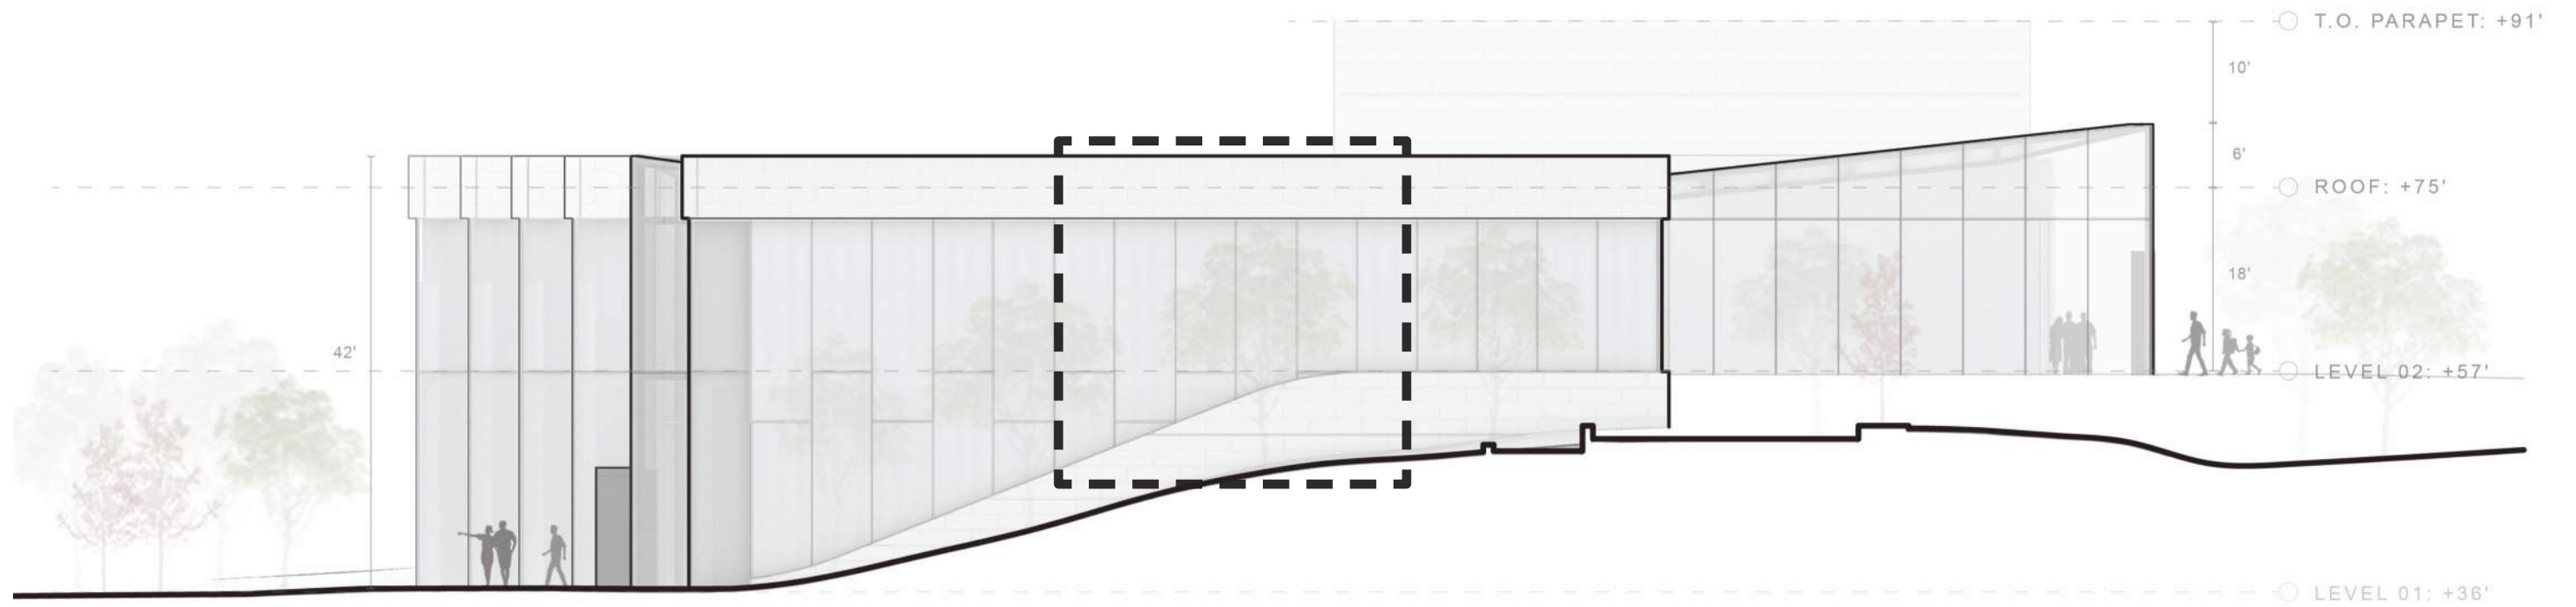 T.O. PARAPET: +91'
10'
6'
ROOF: +75'
18'
42'
LEVEL 02: +57'
LEVEL 01: +36'